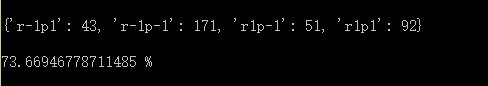 {'r-1p1': 43, 'r-1p-1': 171, 'r1p-1': 51, 'r1p1': 92}
73.66946778711485 %